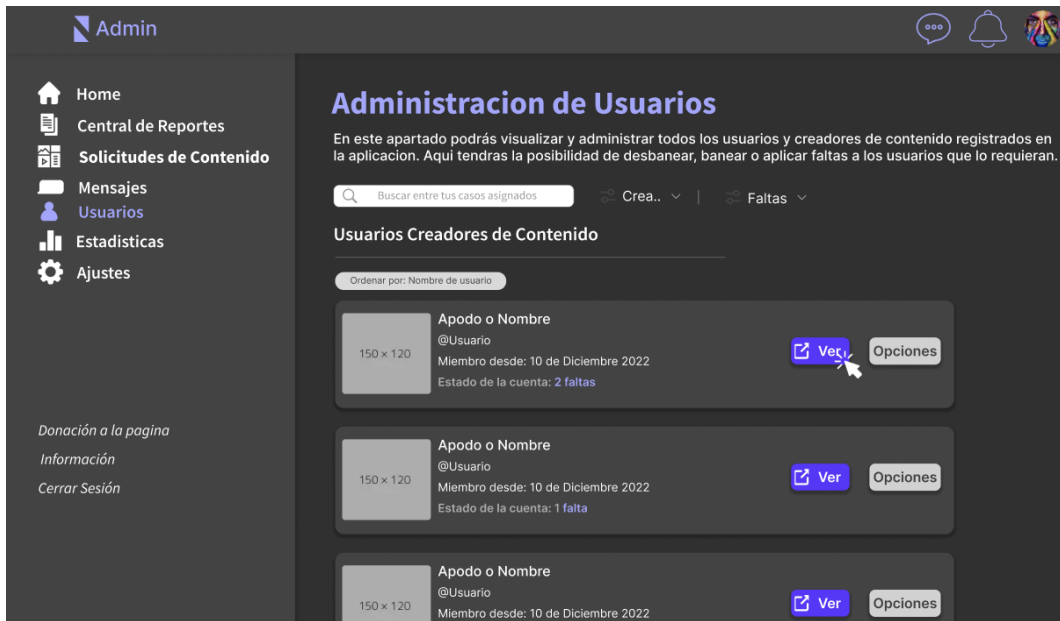 Admin
Home
Central de Reportes
Solicitudes de Contenido
Mensajes
Usuarios
Estadisticas
Ajustes
Donación a la pagina
Información
Cerrar Sesión
Administracion de Usuarios
En este apartado podrás visualizar y administrar todos los usuarios y creadores de contenido registrados en
la aplicacion. Aqui tendras la posibilidad de desbanear, banear o aplicar faltas a los usuarios que lo requieran.
Buscar entre tus casos asignados
Crea..
|
Faltas
Usuarios Creadores de Contenido
Ordenar por: Nombre de usuario
150 × 120
Apodo o Nombre
@Usuario
Miembro desde: 10 de Diciembre 2022
Estado de la cuenta: 2 faltas
Ver
Opciones
150 × 120
Apodo o Nombre
@Usuario
Miembro desde: 10 de Diciembre 2022
Estado de la cuenta: 1 falta
Ver
Opciones
150 × 120
Apodo o Nombre
@Usuario
Miembro desde: 10 de Diciembre 2022
Ver
Opciones